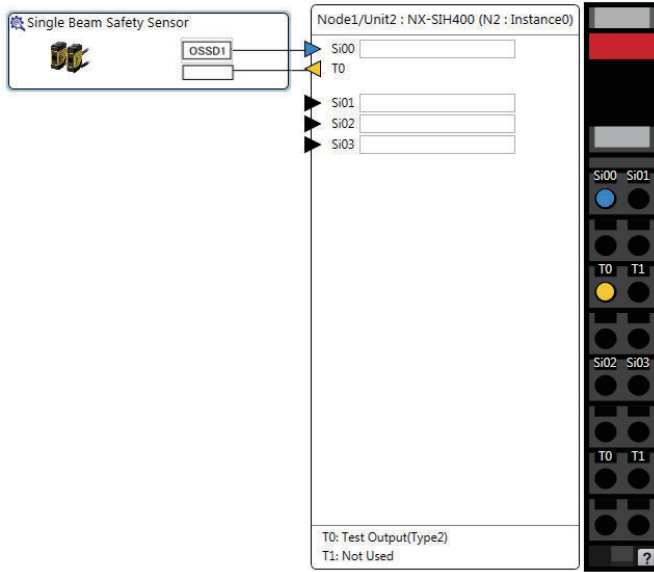 Single Beam Safety Sensor
OSSD1
Node1/Unit2 : NX-SIH400 (N2 : Instance0)
Si00
T0
Si01
Si02
Si03
T0: Test Output(Type2)
T1: Not Used
Si00 Si01
T0 T1
Si02 Si03
T0 T1
?